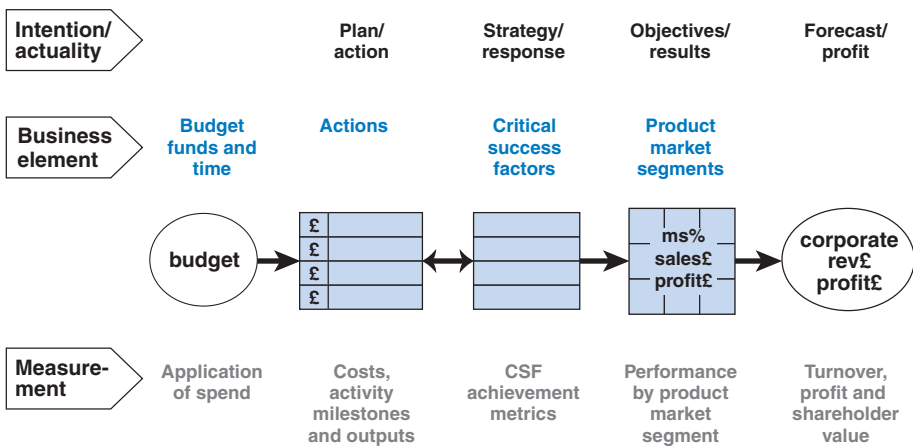 Intention/
actuality
Plan/
action
Strategy/
response
Objectives/
results
Forecast/
profit
Business
element
Budget
funds and
time
Actions
Critical
success
factors
Product
market
segments
budget
£
£
£
£
ms%
sales£
profit£
corporate
rev£
profit£
Measure-
ment
Application
of spend
Costs,
activity
milestones
and outputs
CSF
achievement
metrics
Performance
by product
market
segment
Turnover,
profit and
shareholder
value